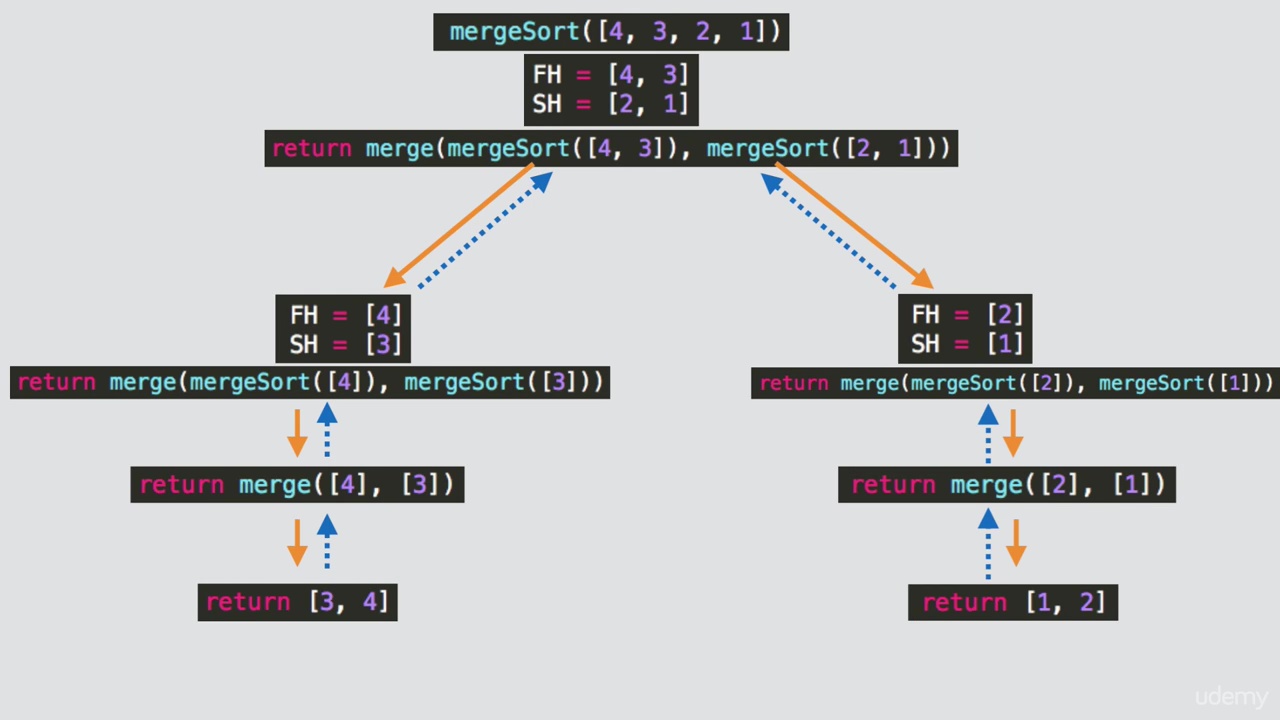 mergeSort([4, 3, 2, 1])
FH = [4, 3]
SH = [2, 1]
return merge(mergeSort([4, 3]), mergeSort([2, 1]))
FH = [4]
SH = [3]
return merge(mergeSort([4]), mergeSort([3]))
return merge([4], [3])
return [3, 4]
FH = [2]
SH = [1]
return merge(mergeSort([2]), mergeSort([1]))
return merge([2], [1])
return [1, 2]
udemy